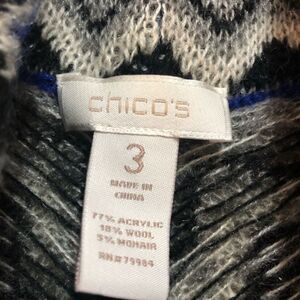 chico's
3
MADE IN
CHINA
77% ACRYLIC
18% WOOL
5% MOHAIR
RN# 79984